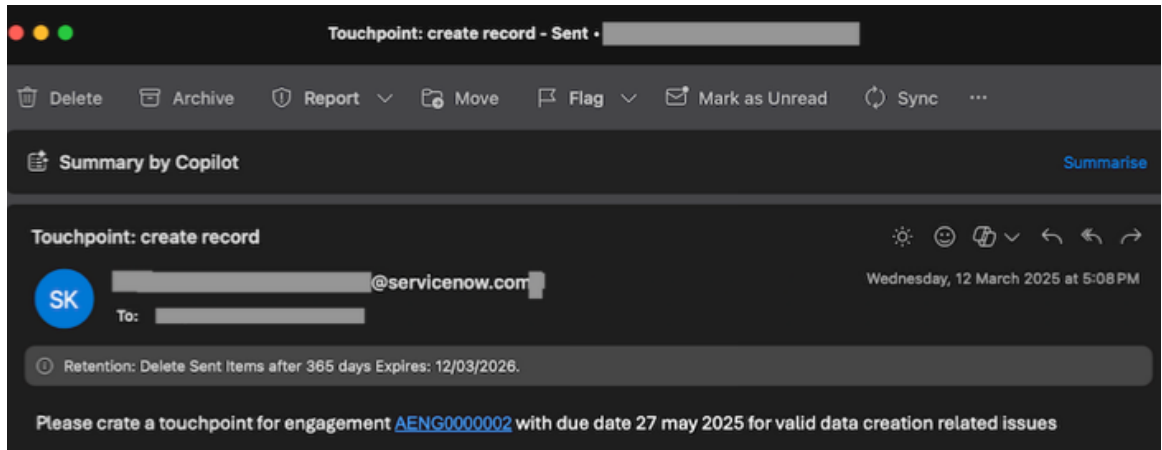 Touchpoint: create record - Sent •
Delete Archive Report Move Flag Mark as Unread Sync ...
Summary by Copilot Summarise
Touchpoint: create record
SK @servicenow.com Wednesday, 12 March 2025 at 5:08 PM
To:
Retention: Delete Sent Items after 365 days Expires: 12/03/2026.
Please crate a touchpoint for engagement AENG0000002 with due date 27 may 2025 for valid data creation related issues